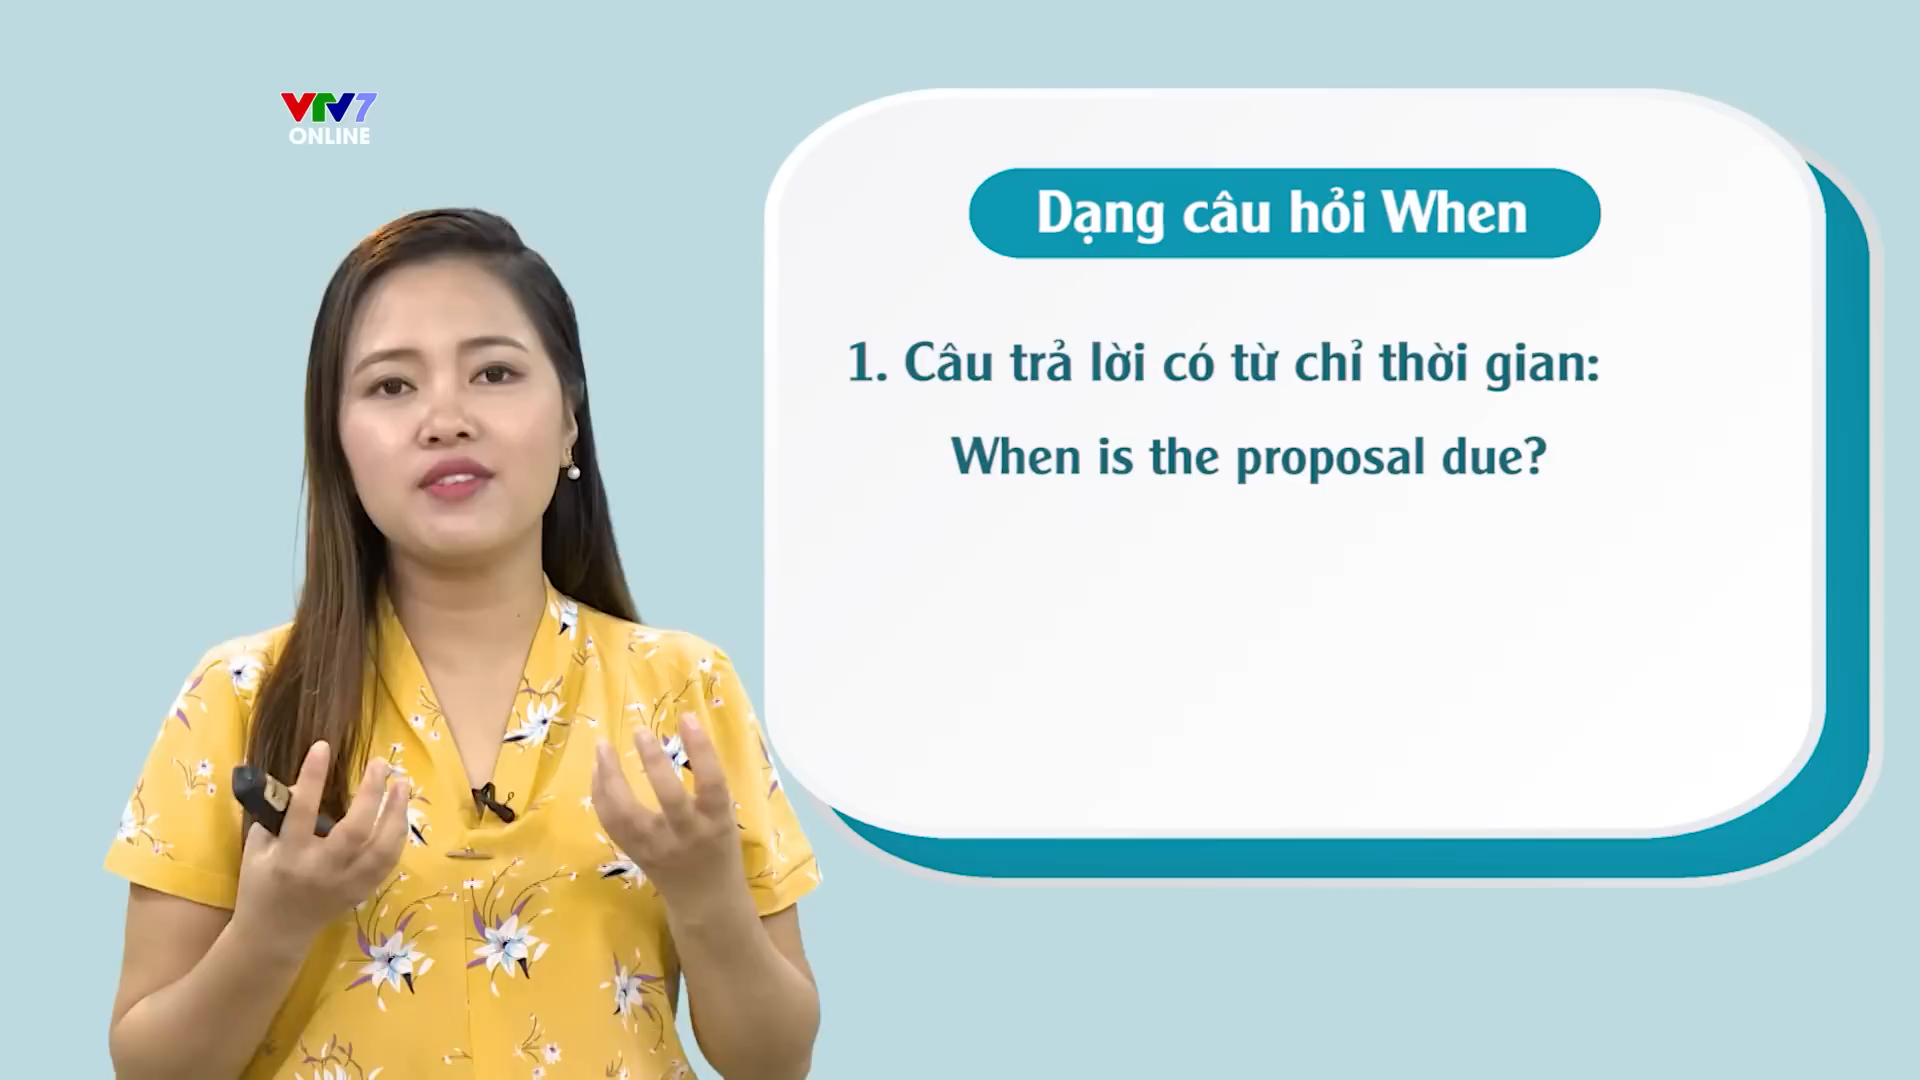 VTV7
ONLINE
Dạng câu hỏi When
1. Câu trả lời có từ chỉ thời gian:
When is the proposal due?